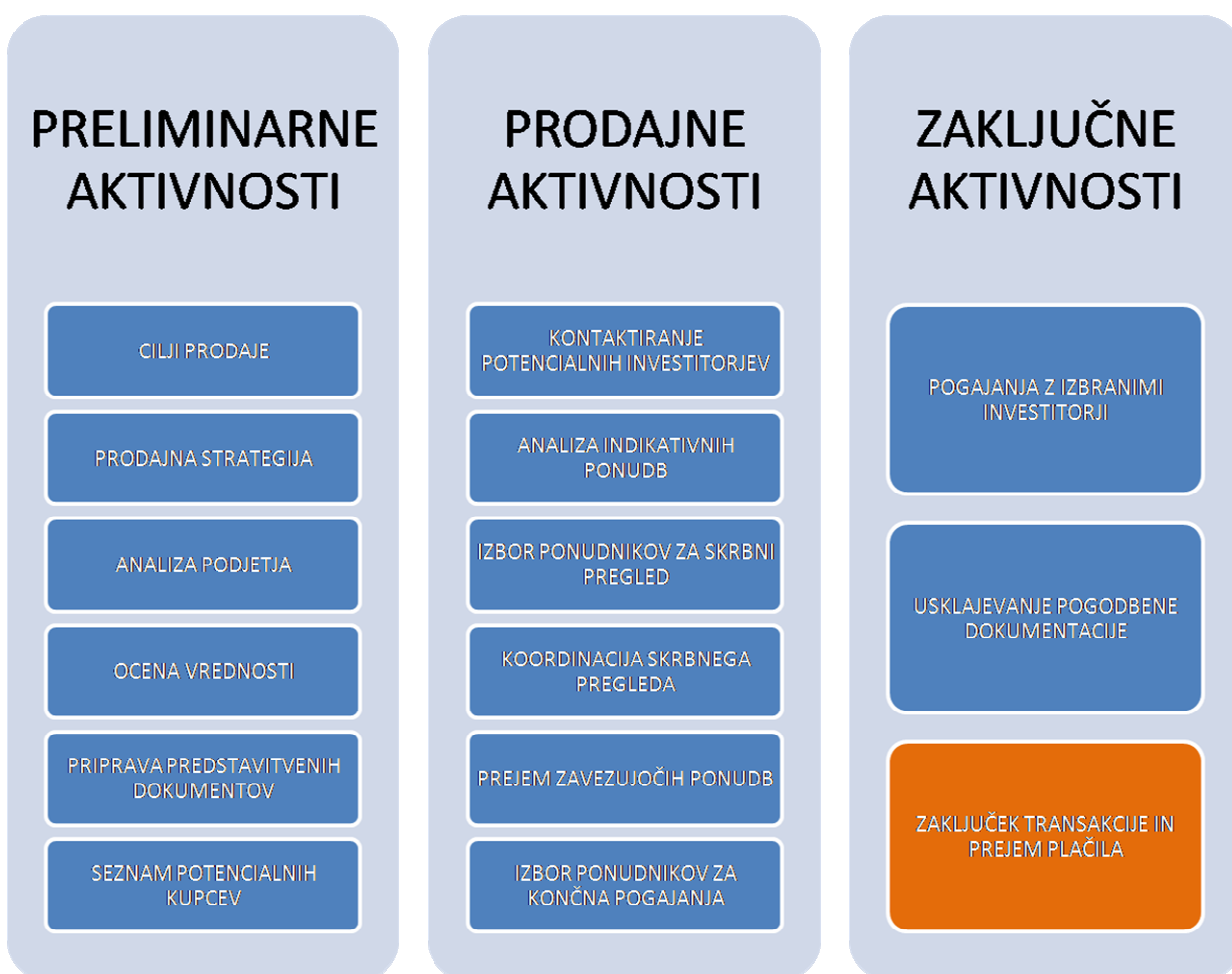 PRELIMINARNE
AKTIVNOSTI
CILJI PRODAJE
PRODAJNA STRATEGIJA
ANALIZA PODJETJA
OCENA VREDNOSTI
PRIPRAVA PREDSTAVITVENIH
DOKUMENTOV
SEZNAM POTENCIALNIH
KUPCEV
PRODAJNE
AKTIVNOSTI
KONTAKTIRANJE
POTENCIALNIH INVESTITORJEV
ANALIZA INDIKATIVNIH
PONUDB
IZBOR PONUDNIKOV ZA SKRBNI
PREGLED
KOORDINACIJA SKRBNEGA
PREGLEDA
PREJEM ZAVEZUJOČIH PONUDB
IZBOR PONUDNIKOV ZA
KONČNA POGAJANJA
ZAKLJUČNE
AKTIVNOSTI
POGAJANJA Z IZBRANIMI
INVESTITORJI
USKLAJEVANJE POGODBENE
DOKUMENTACIJE
ZAKLJUČEK TRANSAKCIJE IN
PREJEM PLAČILA